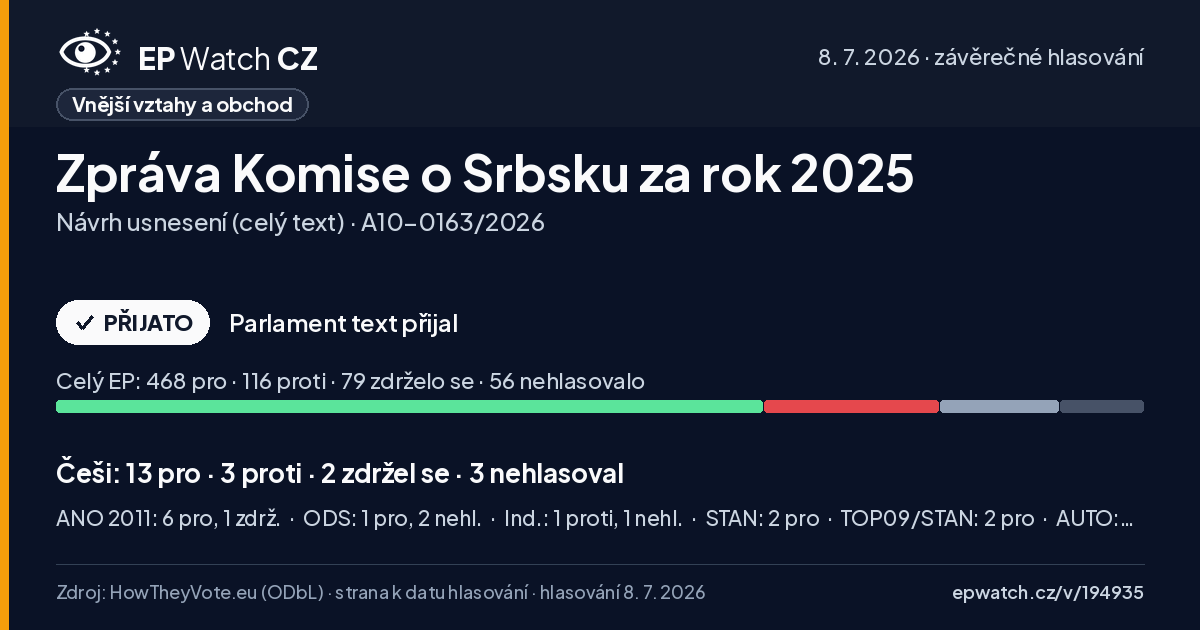 EP Watch CZ
8. 7. 2026 · závěrečné hlasování
Vnější vztahy a obchod
Zpráva Komise o Srbsku za rok 2025
Návrh usnesení (celý text) · A10–0163/2026
✓ PŘIJATO Parlament text přijal
Celý EP: 468 pro · 116 proti · 79 zdrželo se · 56 nehlasovalo
Češi: 13 pro · 3 proti · 2 zdržel se · 3 nehlasoval
ANO 2011: 6 pro, 1 zdrž. · ODS: 1 pro, 2 nehl. · Ind.: 1 proti, 1 nehl. · STAN: 2 pro · TOP09/STAN: 2 pro · AUTO:…
Zdroj: HowTheyVote.eu (ODbL) · strana k datu hlasování · hlasování 8. 7. 2026
epwatch.cz/v/194935